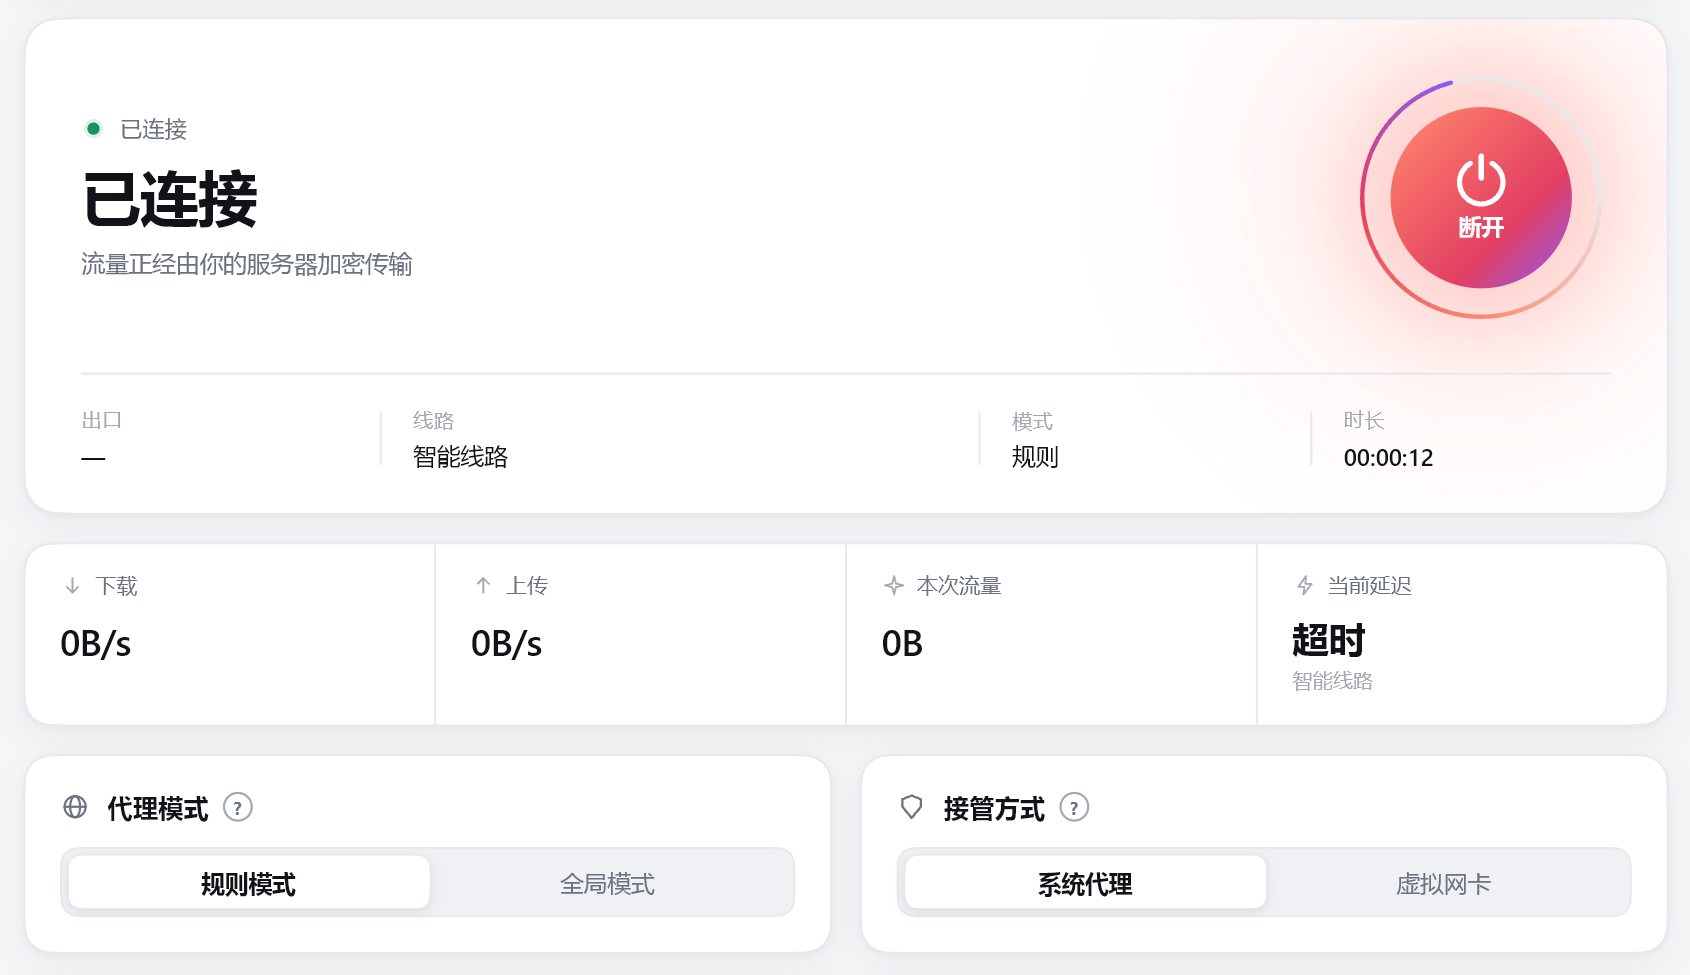 已连接
已连接
流量正经由你的服务器加密传输
断开
出口
—
线路
智能线路
模式
规则
时长
00:00:12
下载
0B/s
上传
0B/s
本次流量
0B
当前延迟
超时
智能线路
代理模式 ?
规则模式
全局模式
接管方式 ?
系统代理
虚拟网卡